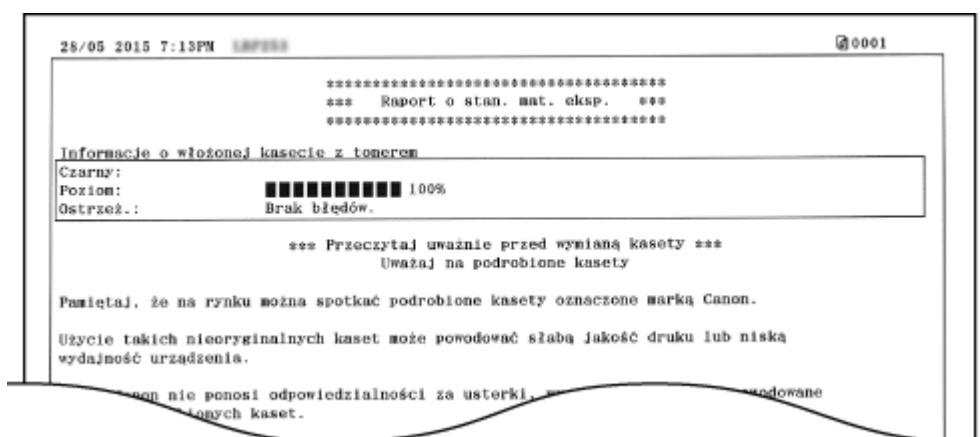 28/05 2015 7:13PM 0001
************************************
*** Raport o stan. mat. eksp. ***
************************************
Informacje o włożonej kasecie z tonerem
Czarny:
Poziom: 100%
Ostrzeż.: Brak błędów.
*** Przeczytaj uważnie przed wymianą kasety ***
Uważaj na podrobione kasety
Pamiętaj, że na rynku można spotkać podrobione kasety oznaczone marką Canon.
Użycie takich nieoryginalnych kaset może powodować słabą jakość druku lub niską
wydajność urządzenia.
nie ponosi odpowiedzialności za usterki,
kaset.